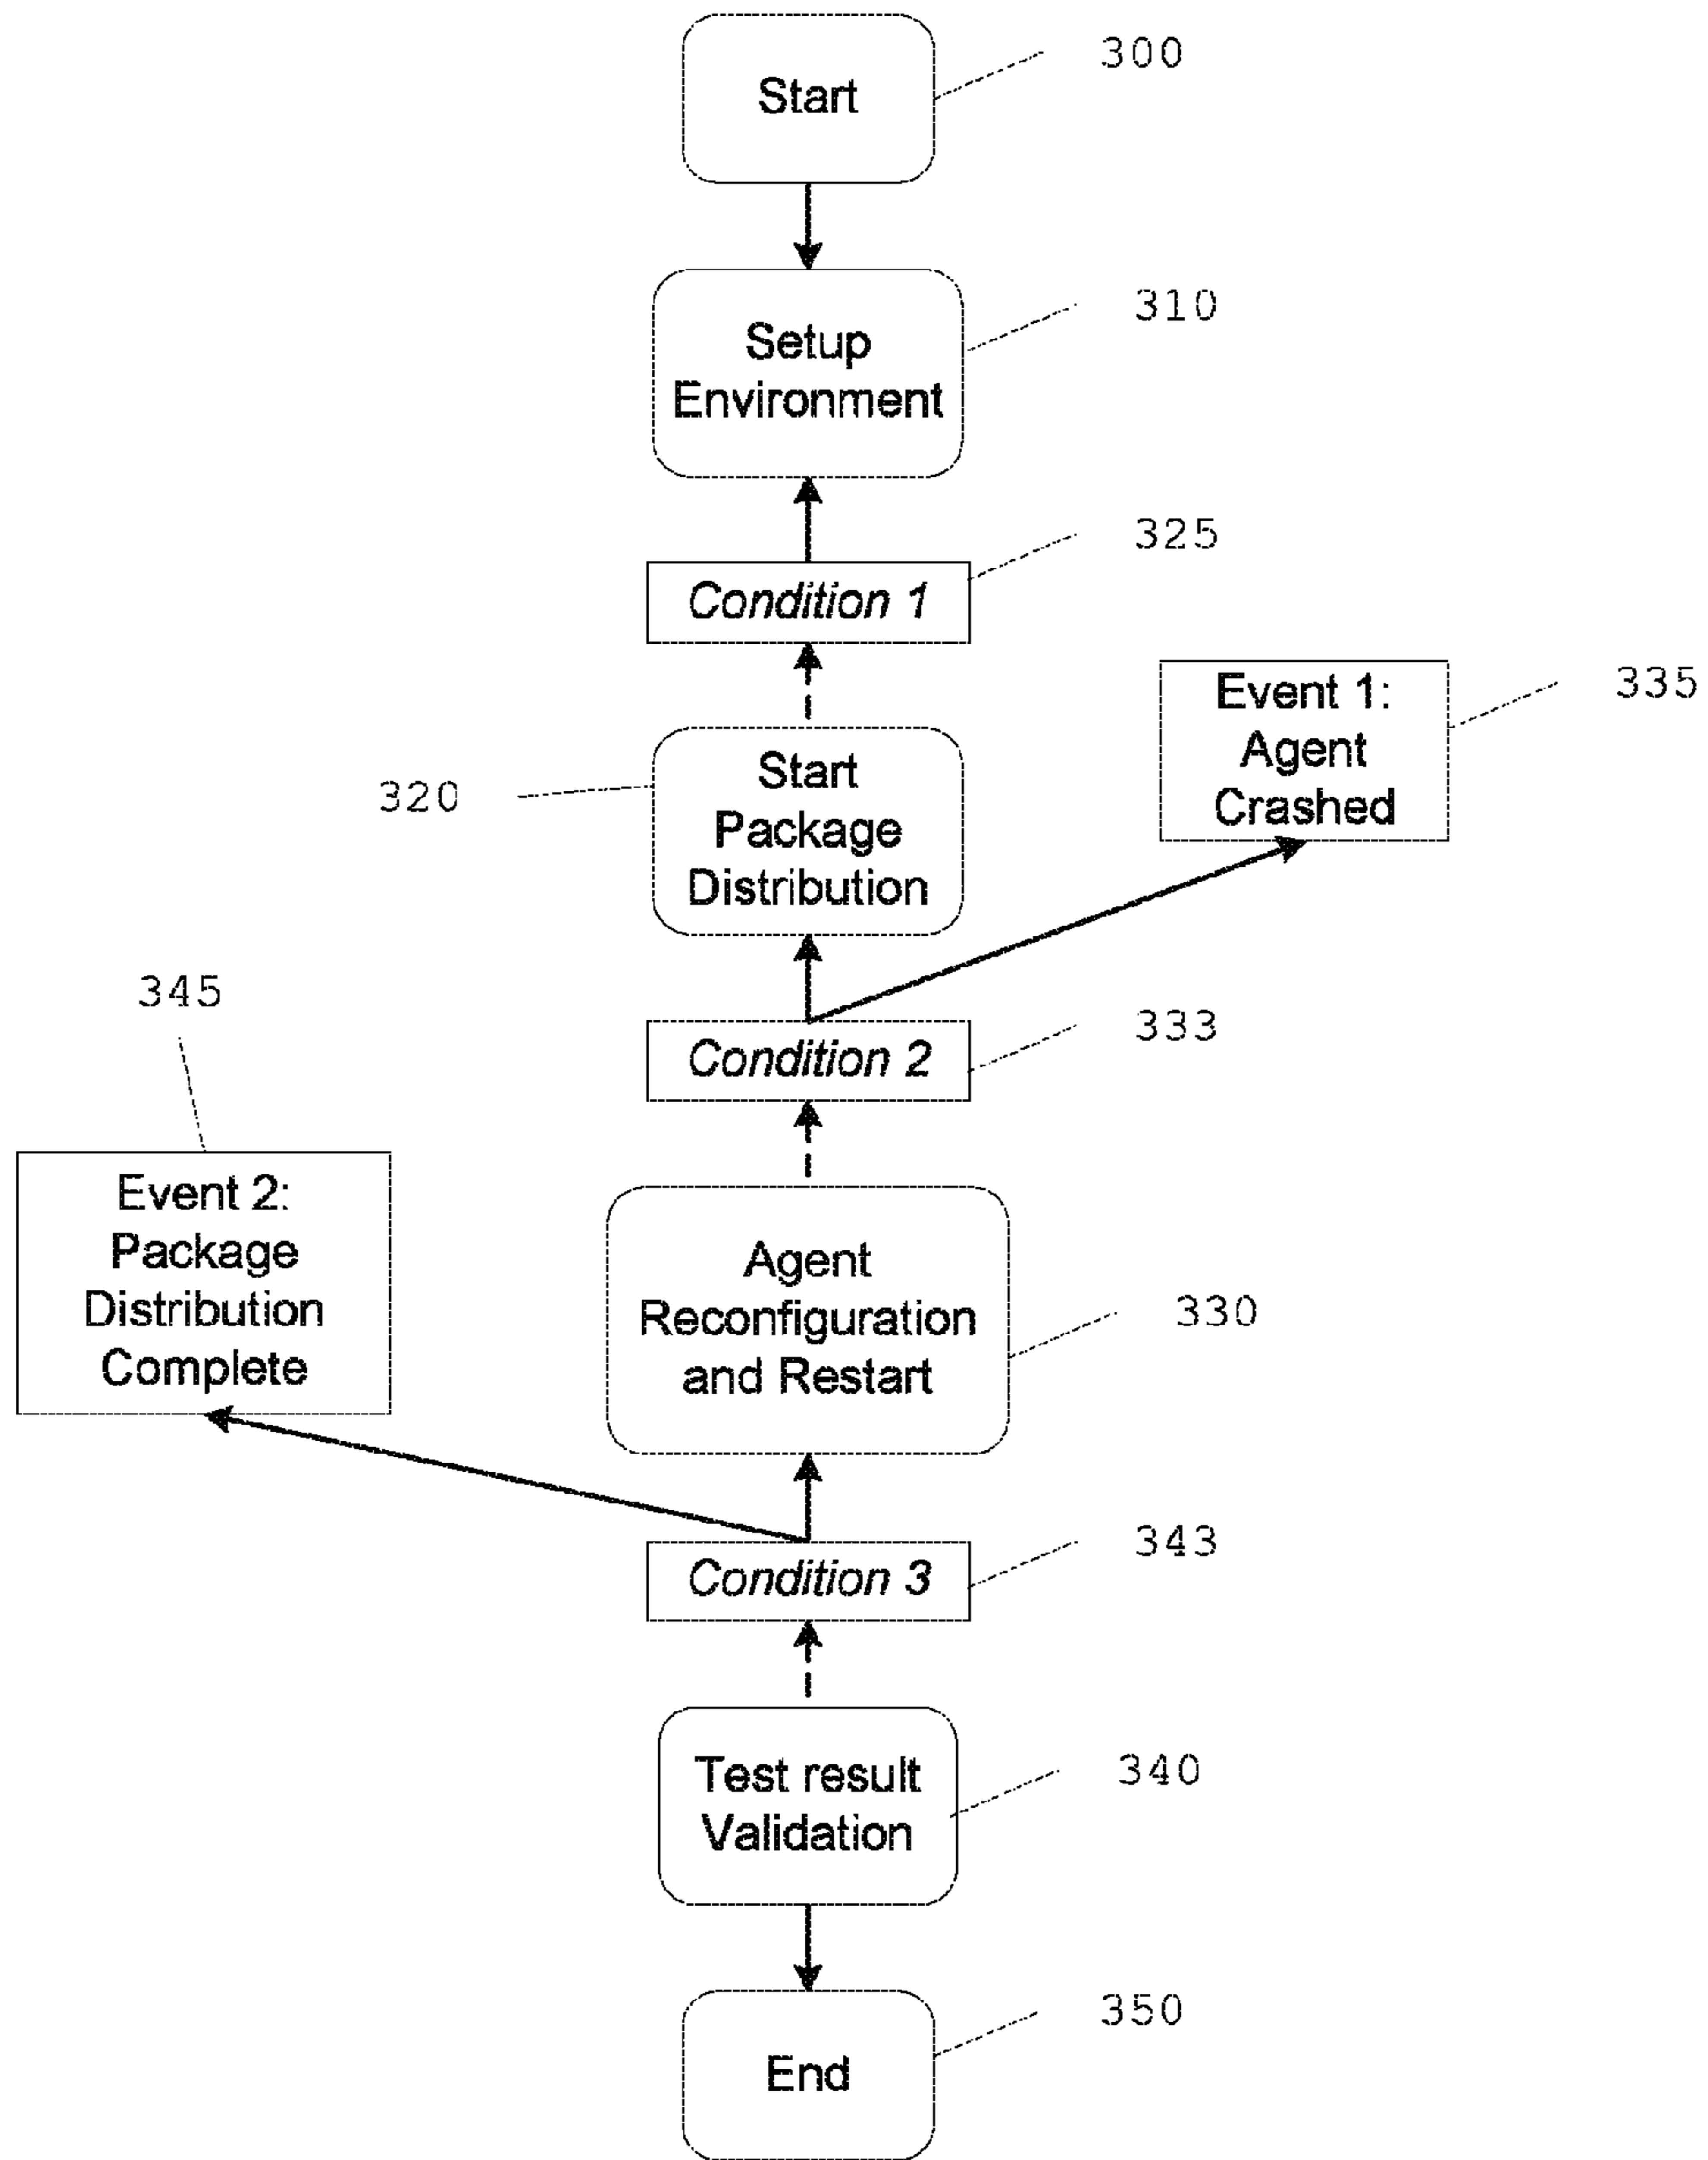 300
Start
310
Setup
Environment
325
Condition 1
335
Event 1:
Agent
Crashed
320
Start
Package
Distribution
345
333
Condition 2
Event 2:
Package
Distribution
Complete
330
Agent
Reconfiguration
and Restart
343
Condition 3
340
Test result
Validation
350
End